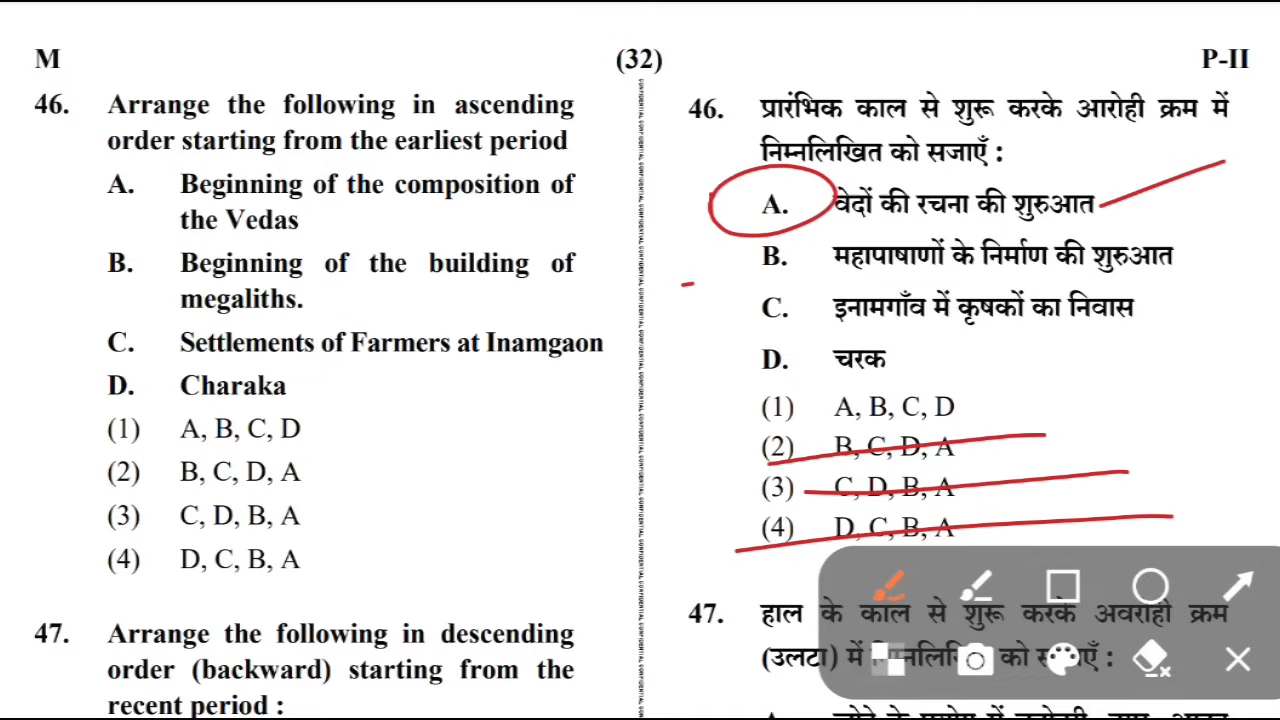 M
(32)
P-II
46. Arrange the following in ascending
order starting from the earliest period
A. Beginning of the composition of
the Vedas
B. Beginning of the building of
megaliths.
C. Settlements of Farmers at Inamgaon
D. Charaka
(1) A, B, C, D
(2) B, C, D, A
(3) C, D, B, A
(4) D, C, B, A
47. Arrange the following in descending
order (backward) starting from the
recent period :
46. प्रारंभिक काल से शुरू करके आरोही क्रम में
निम्नलिखित को सजाएँ :
A. वेदों की रचना की शुरुआत
B. महापाषाणों के निर्माण की शुरुआत
C. इनामगाँव में कृषकों का निवास
D. चरक
(1) A, B, C, D
(2) B, C, D, A
(3) C, D, B, A
(4) D, C, B, A
47. हाल के काल से शुरू करके अवरोही क्रम
(उलटा) में को :